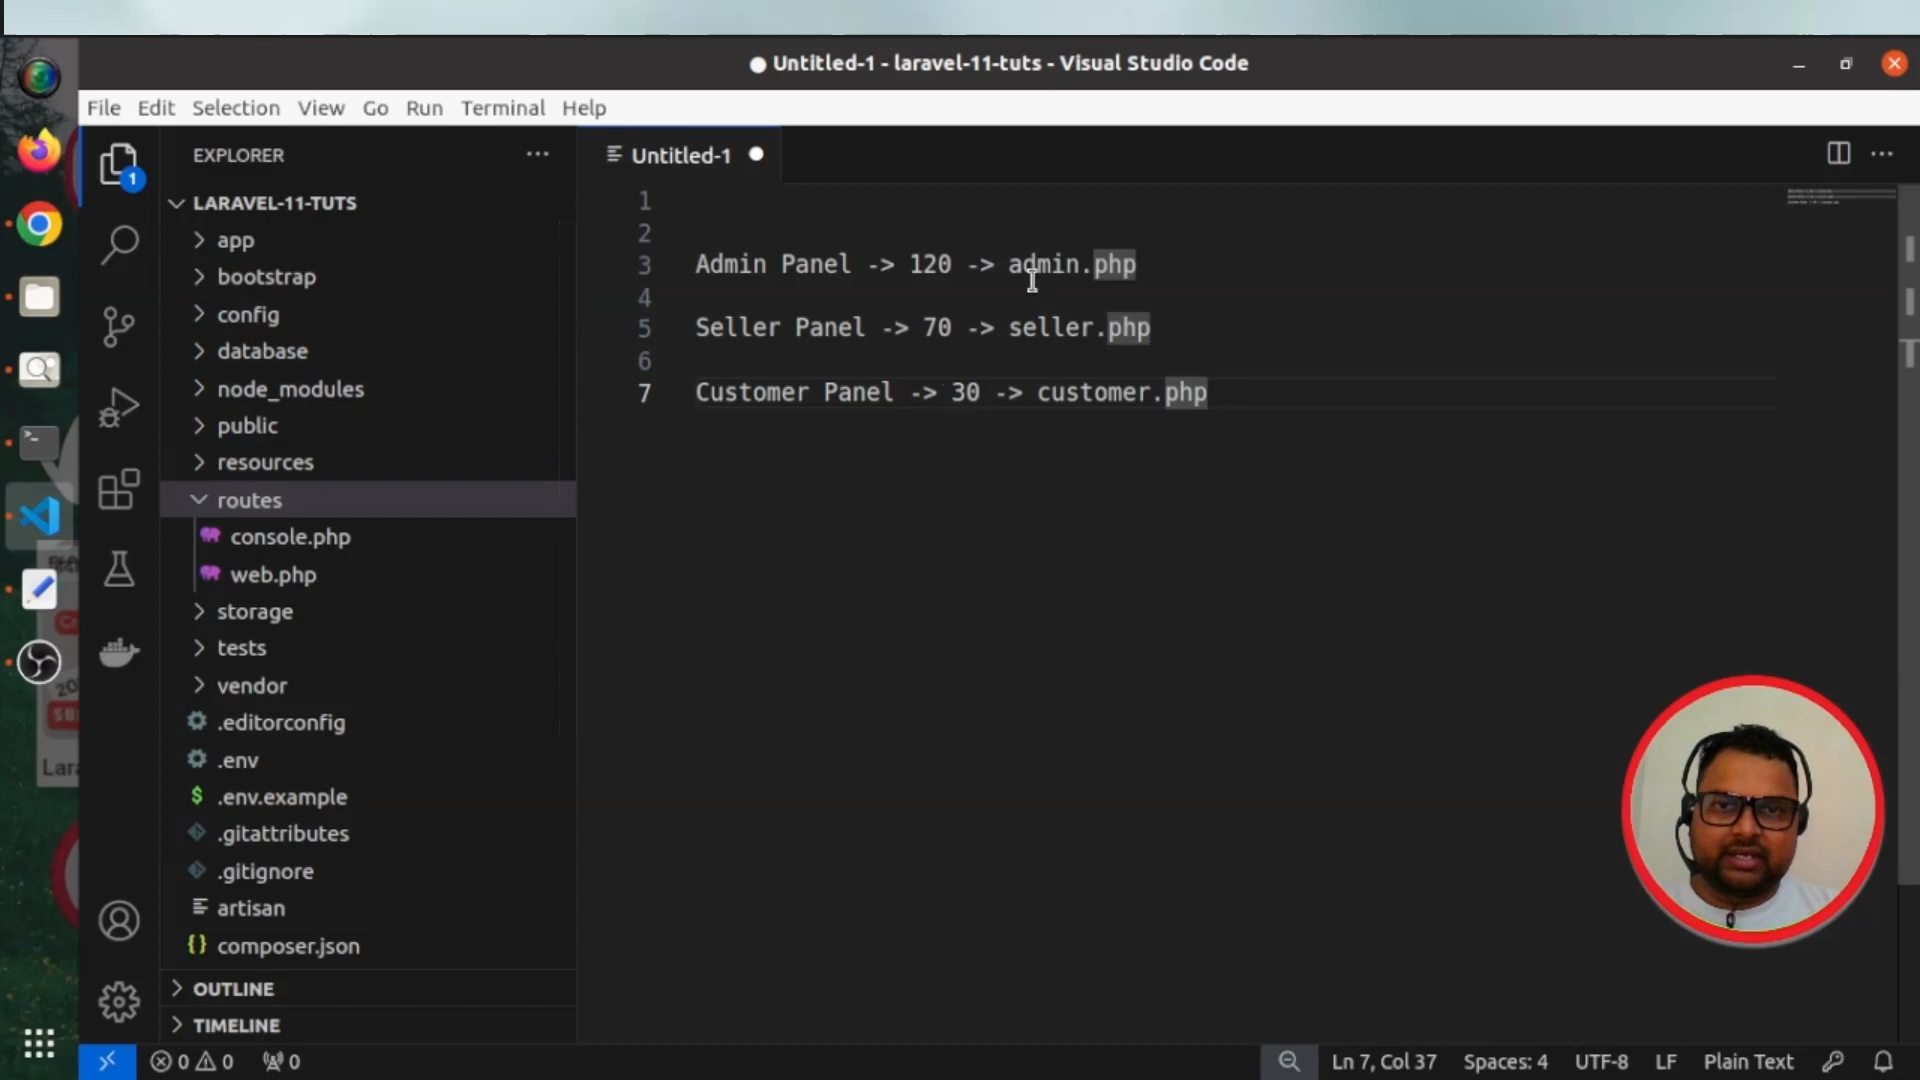 Untitled-1 - laravel-11-tuts - Visual Studio Code
File Edit Selection View Go Run Terminal Help
EXPLORER
Untitled-1
1
LARAVEL-11-TUTS
app
bootstrap
config
database
node_modules
public
resources
routes
console.php
web.php
storage
tests
vendor
.editorconfig
.env
$ .env.example
.gitattributes
.gitignore
artisan
{} composer.json
OUTLINE
TIMELINE
1
2
3 Admin Panel -> 120 -> admin.php
4
5 Seller Panel -> 70 -> seller.php
6
7 Customer Panel -> 30 -> customer.php
Lara
0 0 0
Ln 7, Col 37 Spaces: 4 UTF-8 LF Plain Text